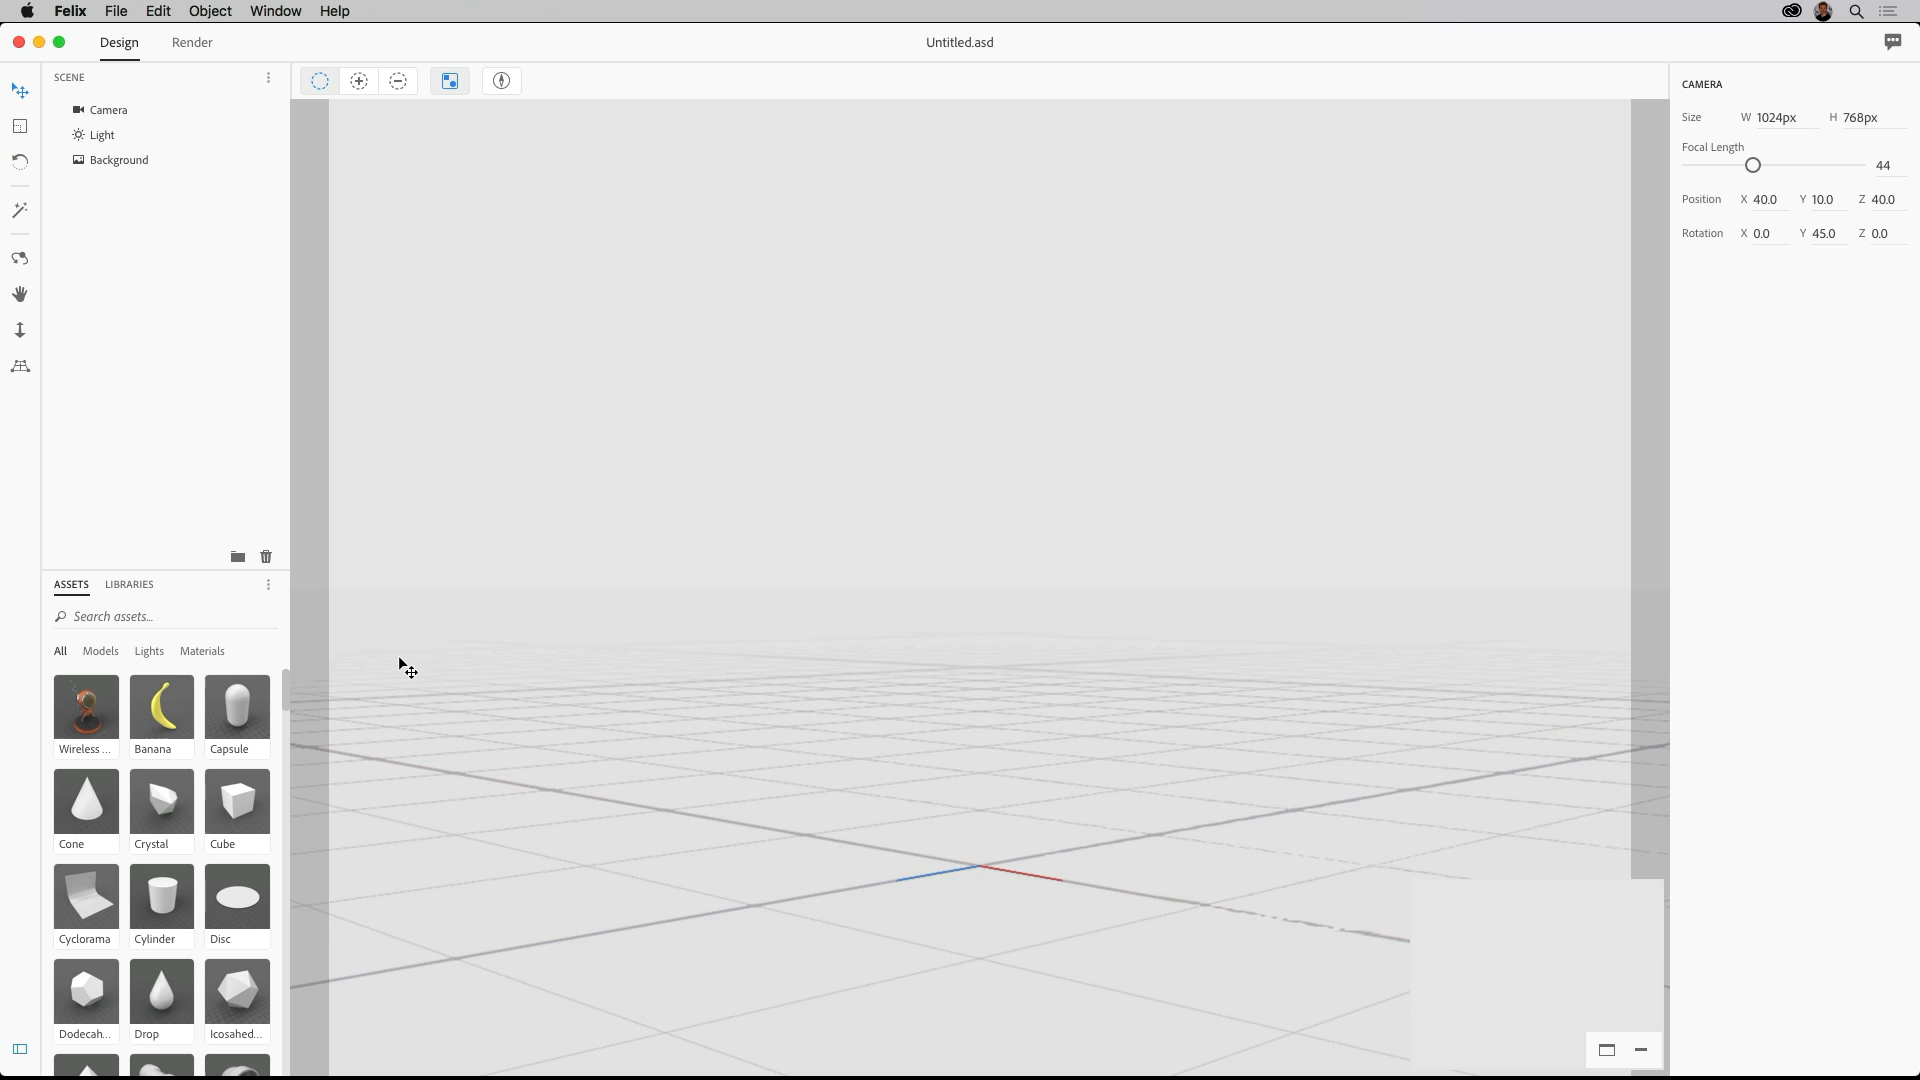 Felix File Edit Object Window Help
Design Render Untitled.asd
SCENE
Camera
Light
Background
ASSETS LIBRARIES
Search assets...
All Models Lights Materials
Wireless ... Banana Capsule
Cone Crystal Cube
Cyclorama Cylinder Disc
Dodecah... Drop Icosahed...
CAMERA
Size W 1024px H 768px
Focal Length
44
Position X 40.0 Y 10.0 Z 40.0
Rotation X 0.0 Y 45.0 Z 0.0